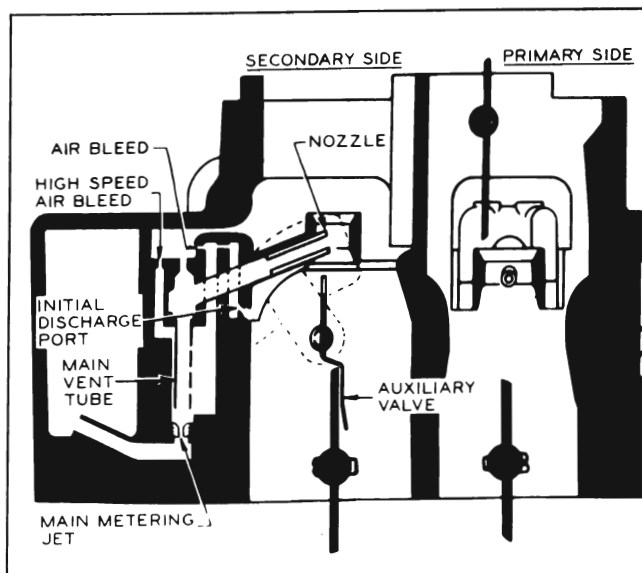 SECONDARY SIDE
PRIMARY SIDE
AIR BLEED
NOZZLE
HIGH SPEED
AIR BLEED
INITIAL
DISCHARGE
PORT
MAIN
VENT
TUBE
AUXILIARY
VALVE
MAIN METERING
JET